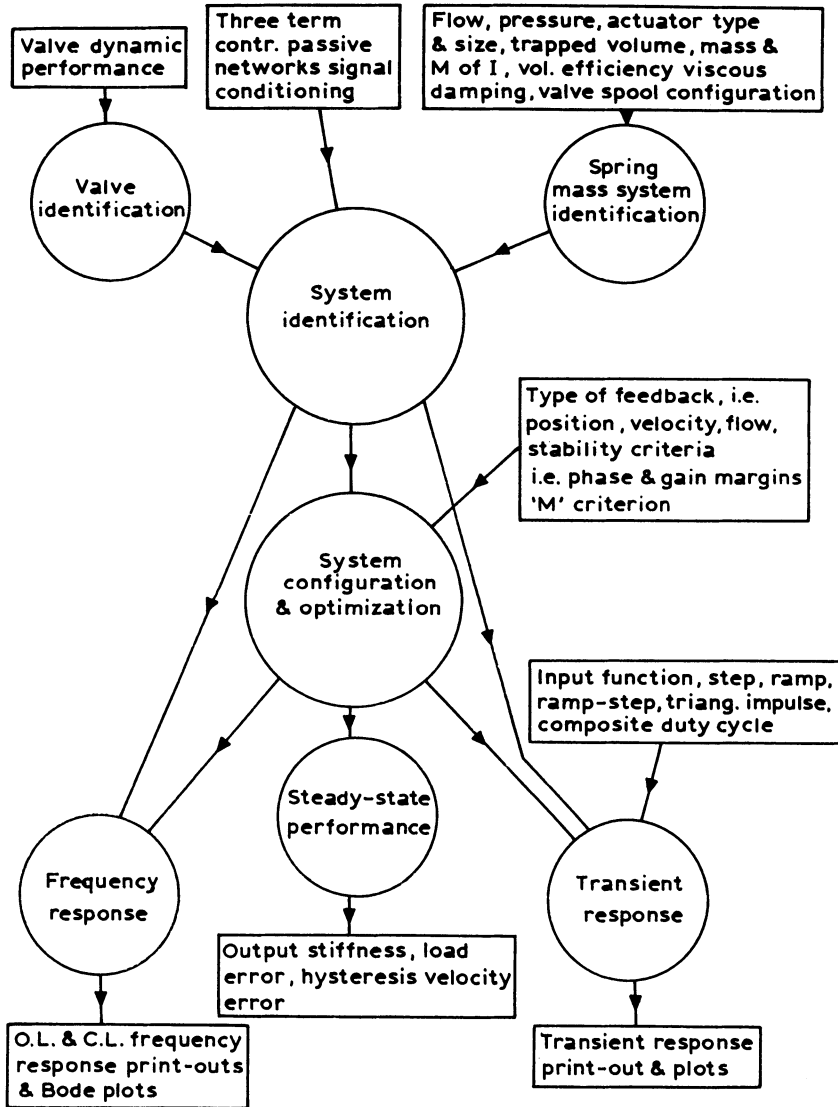 Valve dynamic
performance
Three term
contr. passive
networks signal
conditioning
Flow, pressure, actuator type
& size, trapped volume, mass &
M of I, vol. efficiency viscous
damping, valve spool configuration
Valve
identification
Spring
mass system
identification
System
identification
Type of feedback, i.e.
position, velocity, flow,
stability criteria
i.e. phase & gain margins
'M' criterion
System
configuration
& optimization
Input function, step, ramp,
ramp-step, triang. impulse,
composite duty cycle
Steady-state
performance
Frequency
response
Transient
response
Output stiffness, load
error, hysteresis velocity
error
O.L. & C.L. frequency
response print-outs
& Bode plots
Transient response
print-out & plots